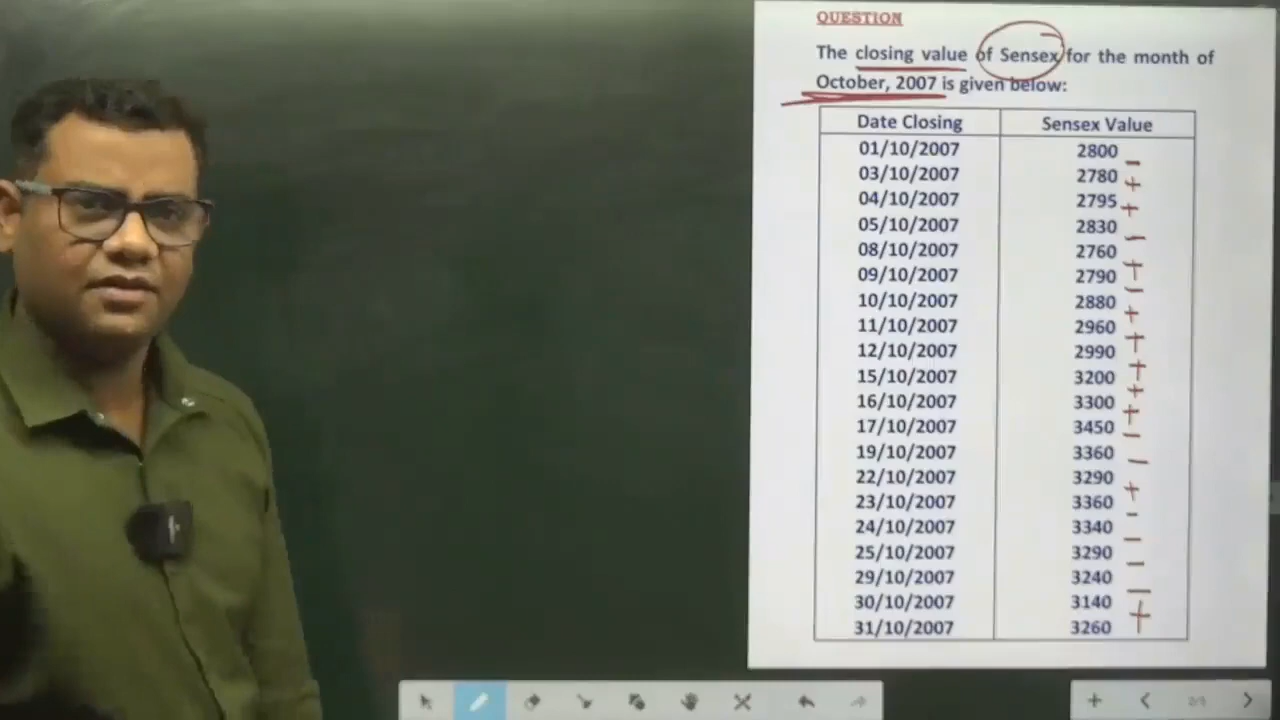 QUESTION
The closing value of Sensex for the month of
October, 2007 is given below:
Date Closing Sensex Value
01/10/2007 2800 −
03/10/2007 2780 +
04/10/2007 2795 +
05/10/2007 2830 −
08/10/2007 2760 +
09/10/2007 2790 −
10/10/2007 2880 +
11/10/2007 2960 +
12/10/2007 2990 +
15/10/2007 3200 +
16/10/2007 3300 +
17/10/2007 3450 −
19/10/2007 3360 −
22/10/2007 3290 +
23/10/2007 3360 −
24/10/2007 3340 −
25/10/2007 3290 −
29/10/2007 3240 −
30/10/2007 3140 +
31/10/2007 3260